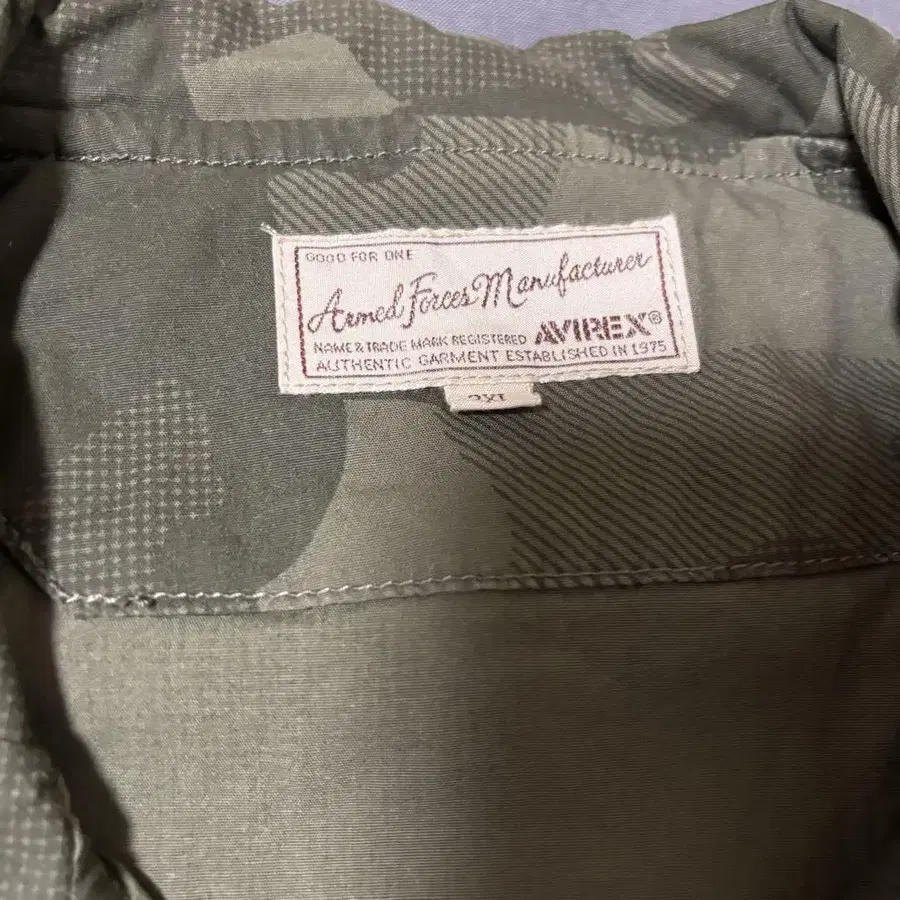 GOOD FOR ONE
Armed Forces Manufacturer
NAME & TRADE MARK REGISTERED AVIREX®
AUTHENTIC GARMENT ESTABLISHED IN 1975